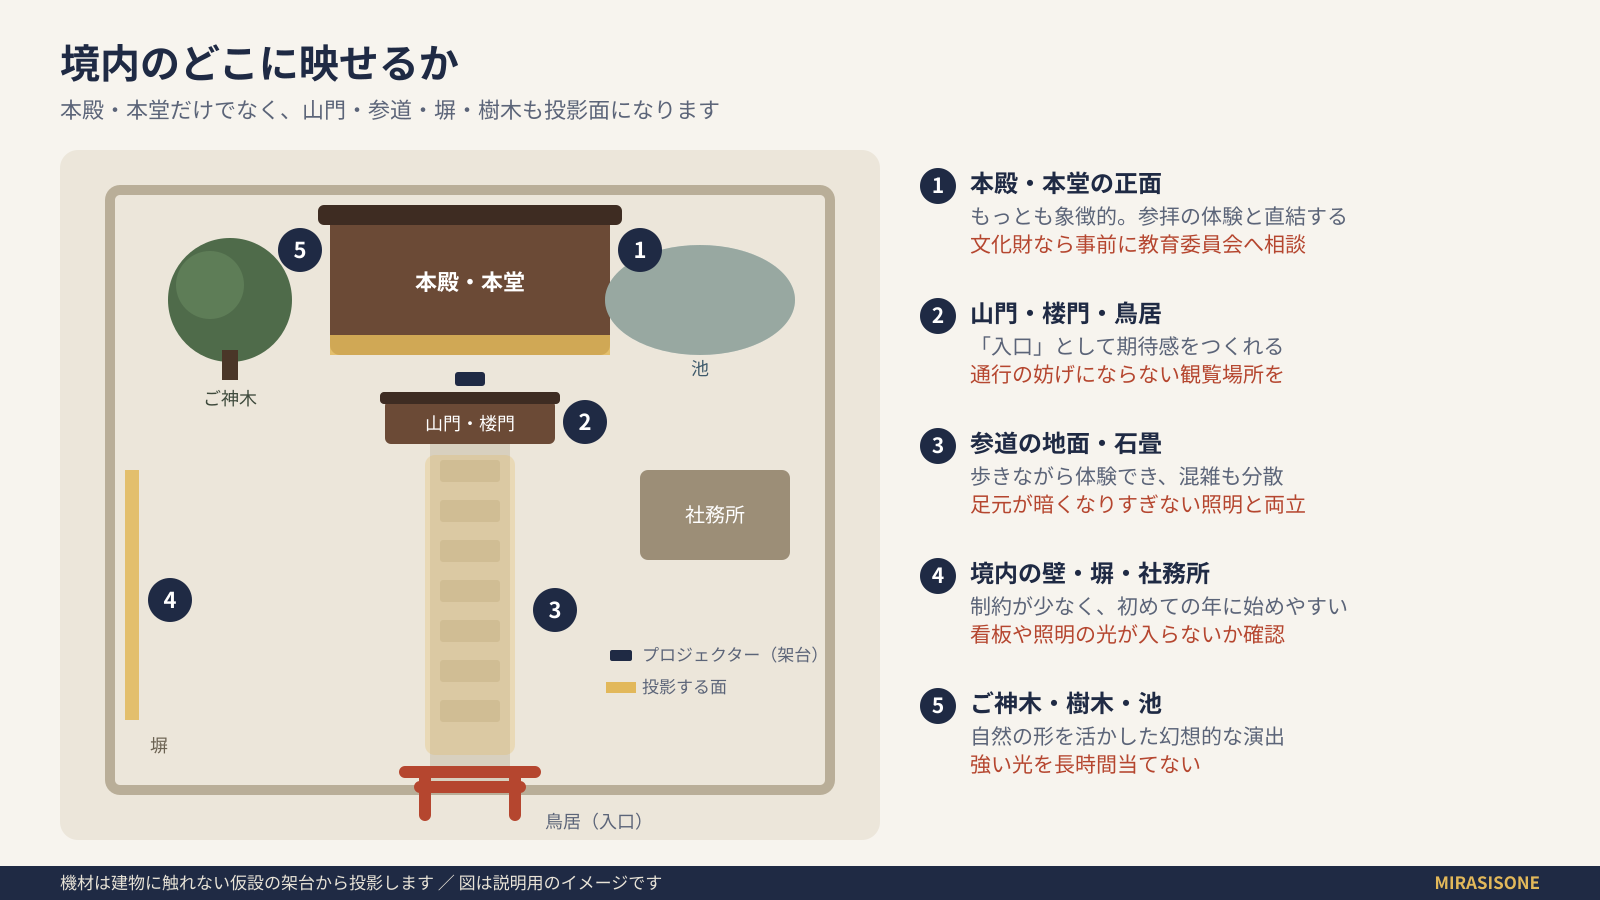 境内のどこに映せるか
本殿・本堂だけでなく、山門・参道・塀・樹木も投影面になります
5
1
本殿・本堂
池
ご神木
山門・楼門
2
社務所
4
3
プロジェクター（架台）
投影する面
塀
鳥居（入口）
1 本殿・本堂の正面
もっとも象徴的。参拝の体験と直結する
文化財なら事前に教育委員会へ相談
2 山門・楼門・鳥居
「入口」として期待感をつくれる
通行の妨げにならない観覧場所を
3 参道の地面・石畳
歩きながら体験でき、混雑も分散
足元が暗くなりすぎない照明と両立
4 境内の壁・塀・社務所
制約が少なく、初めての年に始めやすい
看板や照明の光が入らないか確認
5 ご神木・樹木・池
自然の形を活かした幻想的な演出
強い光を長時間当てない
機材は建物に触れない仮設の架台から投影します ／ 図は説明用のイメージです
MIRASISONE